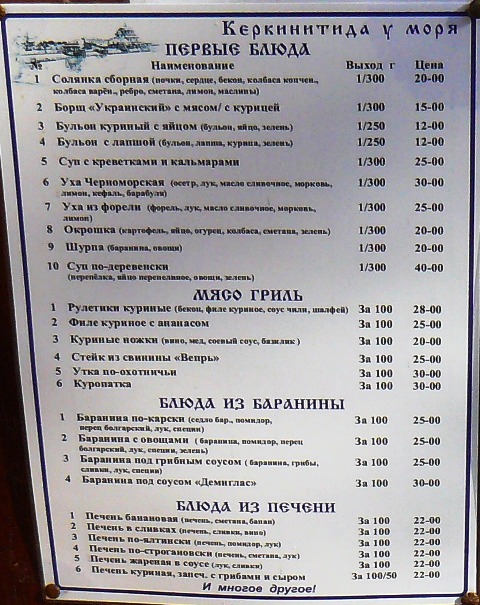 Керкинитида у моря
ПЕРВЫЕ БЛЮДА
№ Наименование Выход г Цена
1 Солянка сборная (почки, сердце, бекон, колбаса копчен., 1/300 20-00
колбаса варён., ребро, сметана, лимон, маслины)
2 Борщ «Украинский» с мясом/ с курицей 1/300 15-00
3 Бульон куриный с яйцом (бульон, яйцо, зелень) 1/250 12-00
4 Бульон с лапшой (бульон, лапша, курица, зелень) 1/250 12-00
5 Суп с креветками и кальмарами 1/300 25-00
6 Уха Черноморская (осетр, лук, масло сливочное, морковь, 1/300 30-00
лимон, кефаль, барабуля)
7 Уха из форели (форель, лук, масло сливочное, морковь, 1/300 25-00
лимон)
8 Окрошка (картофель, яйцо, огурец, колбаса, сметана, зелень) 1/300 20-00
9 Шурпа (баранина, овощи) 1/300 20-00
10 Суп по-деревенски 1/300 40-00
(перепёлка, яйцо перепелиное, овощи, зелень)
МЯСО ГРИЛЬ
1 Рулетики куриные (бекон, филе куриное, соус чили, шалфей) За 100 28-00
2 Филе куриное с ананасом За 100 25-00
3 Куриные ножки (вино, мед, соевый соус, базилик ) За 100 20-00
4 Стейк из свинины «Вепрь» За 100 25-00
5 Утка по-охотничьи За 100 30-00
6 Куропатка За 100 30-00
БЛЮДА ИЗ БАРАНИНЫ
1 Баранина по-карски (седло бар., помидор, За 100 25-00
перец болгарский, лук, специи)
2 Баранина с овощами ( баранина, помидор, перец За 100 25-00
болгарский, лук, специи, зелень)
3 Баранина под грибным соусом ( баранина, грибы, За 100 25-00
сливки, лук, специи)
4 Баранина под соусом «Демиглас» За 100 30-00
БЛЮДА ИЗ ПЕЧЕНИ
1 Печень банановая (печень, сметана, банан) За 100 22-00
2 Печень в сливках (печень, сливки, вино) За 100 22-00
3 Печень по-ялтински (печень, помидор, лук) За 100 22-00
4 Печень по-строгановски (печень, сметана, лук) За 100 22-00
5 Печень жареная в соусе (лук, сливки) За 100 22-00
6 Печень куриная, запеч. с грибами и сыром За 100/50 22-00
И многое другое!